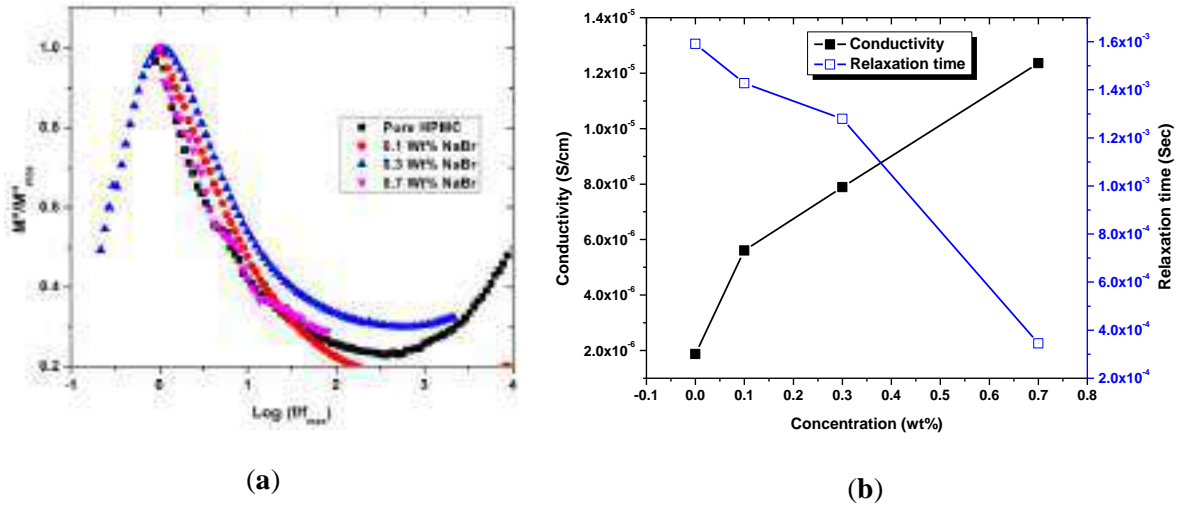 1.0
0.8
0.6
0.4
0.2
-1
0
1
2
3
4
M"/M"max
Log (f/fmax)
Pure HPMC
0.1 Wt% NaBr
0.3 Wt% NaBr
0.7 Wt% NaBr
(a)
1.4x10-5
1.2x10-5
1.0x10-5
8.0x10-6
6.0x10-6
4.0x10-6
2.0x10-6
Conductivity (S/cm)
Conductivity
Relaxation time
1.6x10-3
1.4x10-3
1.2x10-3
1.0x10-3
8.0x10-4
6.0x10-4
4.0x10-4
2.0x10-4
Relaxation time (Sec)
-0.1 0.0 0.1 0.2 0.3 0.4 0.5 0.6 0.7 0.8
Concentration (wt%)
(b)